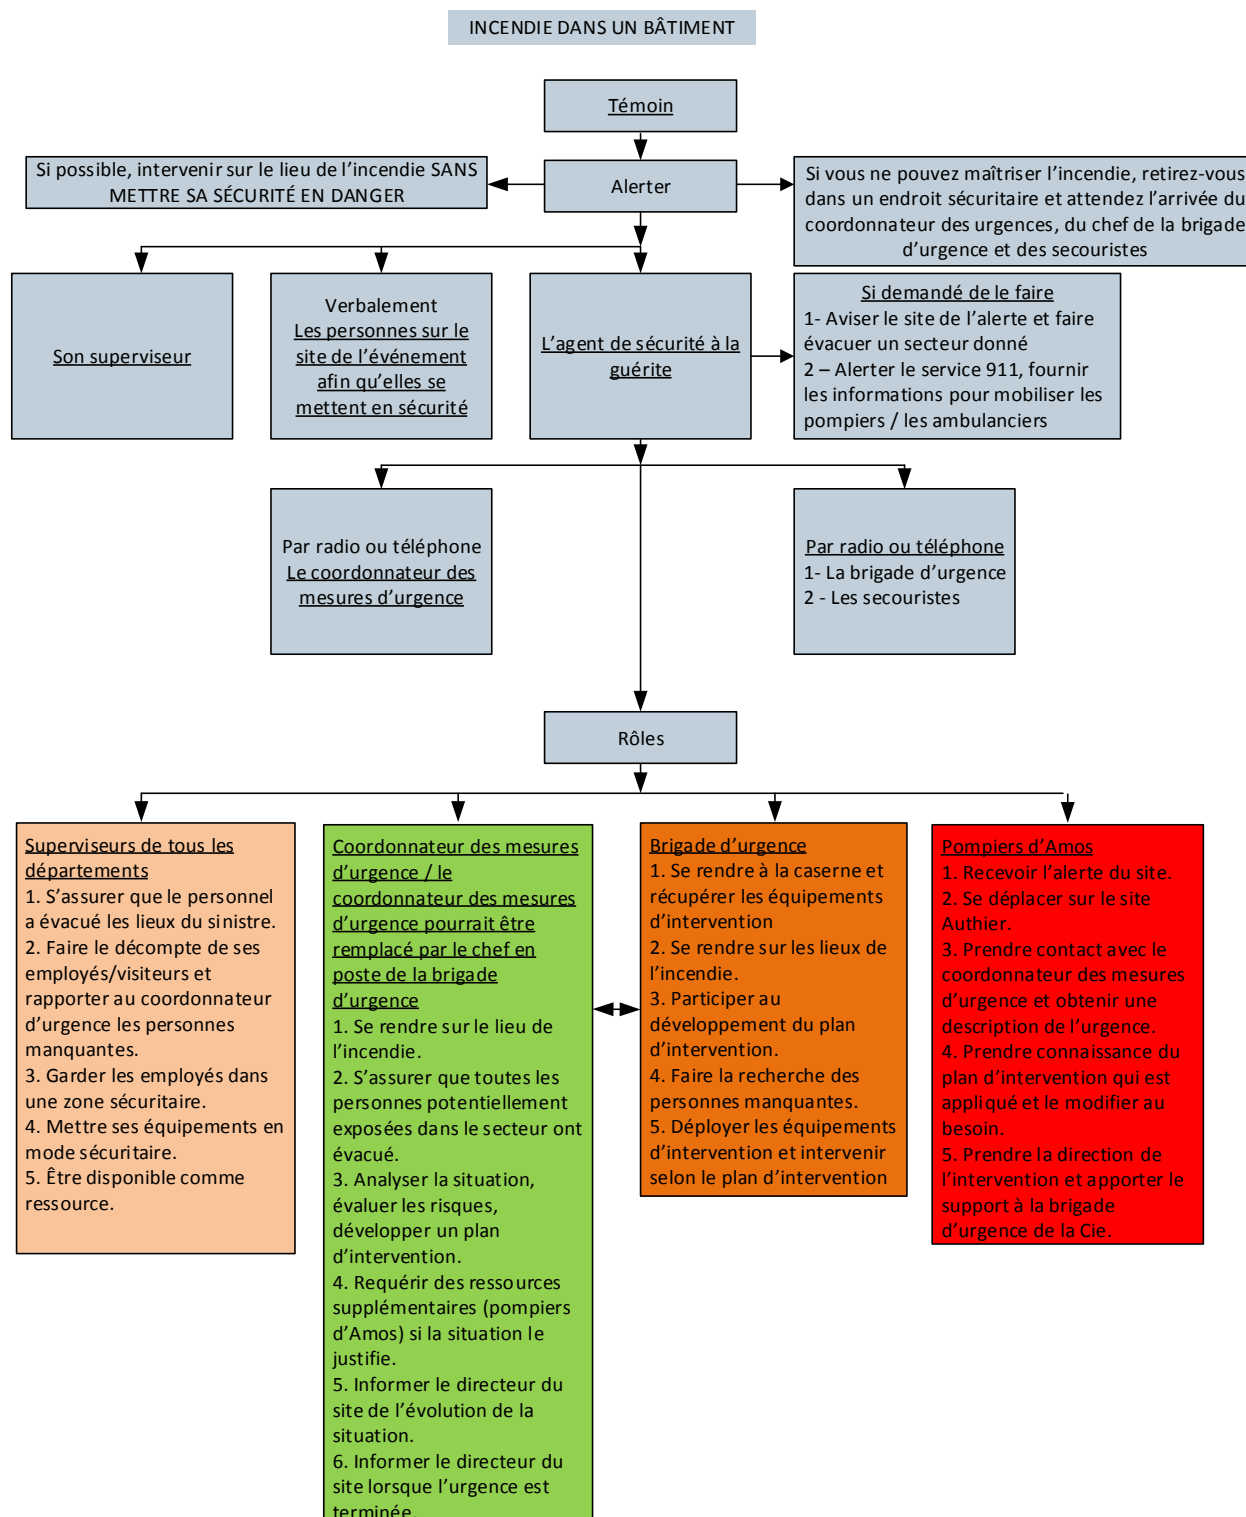 INCENDIE DANS UN BÂTIMENT
Témoin
Si possible, intervenir sur le lieu de l’incendie SANS
METTRE SA SÉCURITÉ EN DANGER
Alerter
Si vous ne pouvez maîtriser l’incendie, retirez-vous
dans un endroit sécuritaire et attendez l’arrivée du
coordonnateur des urgences, du chef de la brigade
d’urgence et des secouristes
Son superviseur
Verbalement
Les personnes sur le
site de l’événement
afin qu’elles se
mettent en sécurité
L’agent de sécurité à la
guérite
Si demandé de le faire
1- Aviser le site de l’alerte et faire
évacuer un secteur donné
2 – Alerter le service 911, fournir
les informations pour mobiliser les
pompiers / les ambulanciers
Par radio ou téléphone
Le coordonnateur des
mesures d’urgence
Par radio ou téléphone
1- La brigade d’urgence
2 - Les secouristes
Rôles
Superviseurs de tous les
départements
1. S’assurer que le personnel
a évacué les lieux du sinistre.
2. Faire le décompte de ses
employés/visiteurs et
rapporter au coordonnateur
d’urgence les personnes
manquantes.
3. Garder les employés dans
une zone sécuritaire.
4. Mettre ses équipements en
mode sécuritaire.
5. Être disponible comme
ressource.
Coordonnateur des mesures
d’urgence / le
coordonnateur des mesures
d’urgence pourrait être
remplacé par le chef en
poste de la brigade
d’urgence
1. Se rendre sur le lieu de
l’incendie.
2. S’assurer que toutes les
personnes potentiellement
exposées dans le secteur ont
évacué.
3. Analyser la situation,
évaluer les risques,
développer un plan
d’intervention.
4. Requérir des ressources
supplémentaires (pompiers
d’Amos) si la situation le
justifie.
5. Informer le directeur du
site de l’évolution de la
situation.
6. Informer le directeur du
site lorsque l’urgence est
terminée.
Brigade d’urgence
1. Se rendre à la caserne et
récupérer les équipements
d’intervention
2. Se rendre sur les lieux de
l’incendie.
3. Participer au
développement du plan
d’intervention.
4. Faire la recherche des
personnes manquantes.
5. Déployer les équipements
d’intervention et intervenir
selon le plan d’intervention
Pompiers d’Amos
1. Recevoir l’alerte du site.
2. Se déplacer sur le site
Authier.
3. Prendre contact avec le
coordonnateur des mesures
d’urgence et obtenir une
description de l’urgence.
4. Prendre connaissance du
plan d’intervention qui est
appliqué et le modifier au
besoin.
5. Prendre la direction de
l’intervention et apporter le
support à la brigade
d’urgence de la Cie.